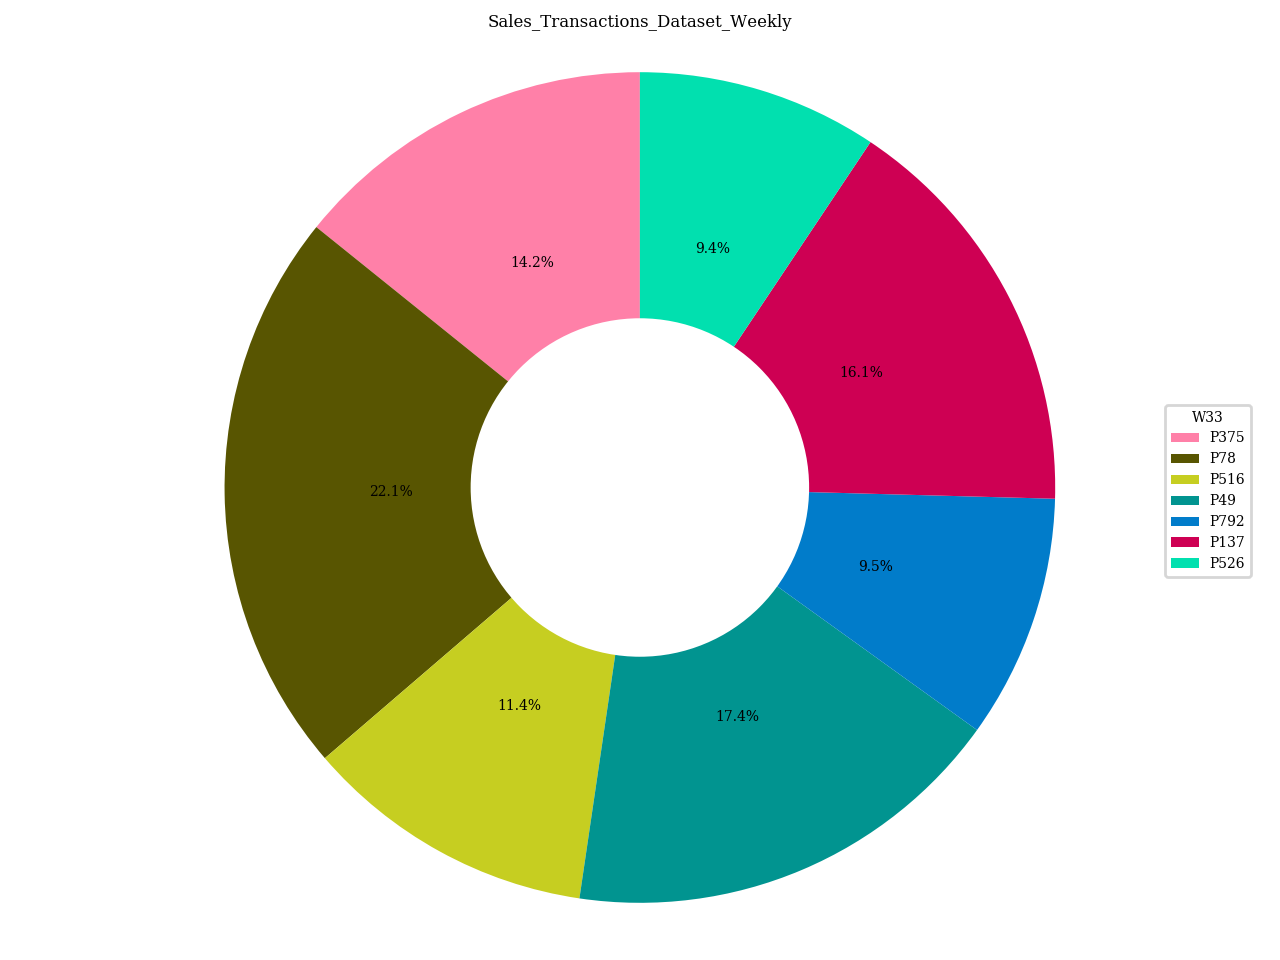 Sales_Transactions_Dataset_Weekly
9.4%
14.2%
16.1%
22.1%
9.5%
11.4%
17.4%
W33
P375
P78
P516
P49
P792
P137
P526